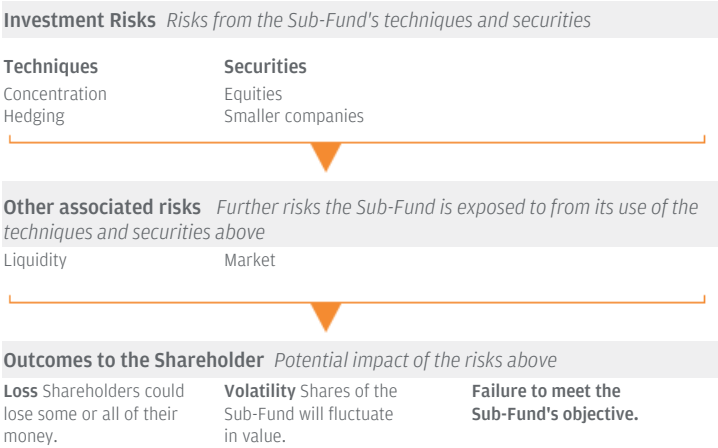 Investment Risks Risks from the Sub-Fund's techniques and securities
Techniques Securities
Concentration Equities
Hedging Smaller companies
Other associated risks Further risks the Sub-Fund is exposed to from its use of the
techniques and securities above
Liquidity Market
Outcomes to the Shareholder Potential impact of the risks above
Loss Shareholders could
lose some or all of their
money.
Volatility Shares of the
Sub-Fund will fluctuate
in value.
Failure to meet the
Sub-Fund's objective.